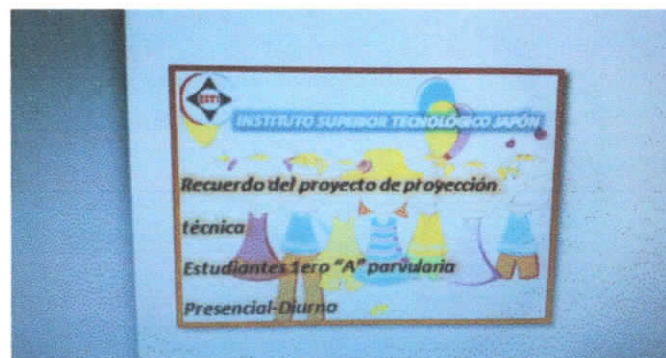 INSTITUTO SUPERIOR TECNOLÓGICO JAPÓN
Recuerdo del proyecto de proyección
técnica
Estudiantes 1ero "A" parvularia
Presencial-Diurno